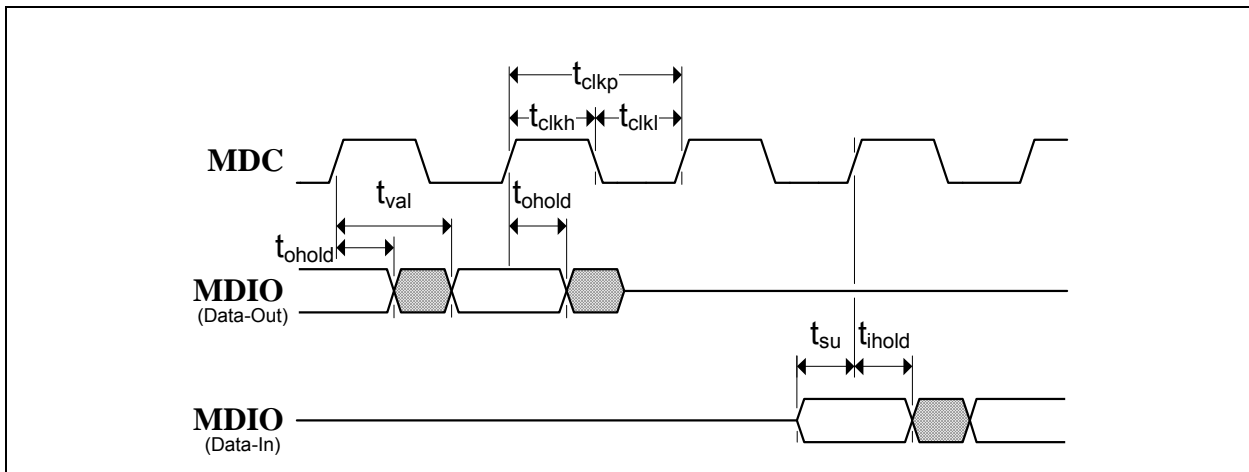 tclkp
tclkh tclkl
MDC
tval
tohold
tohold
MDIO
(Data-Out)
tsu tihold
MDIO
(Data-In)